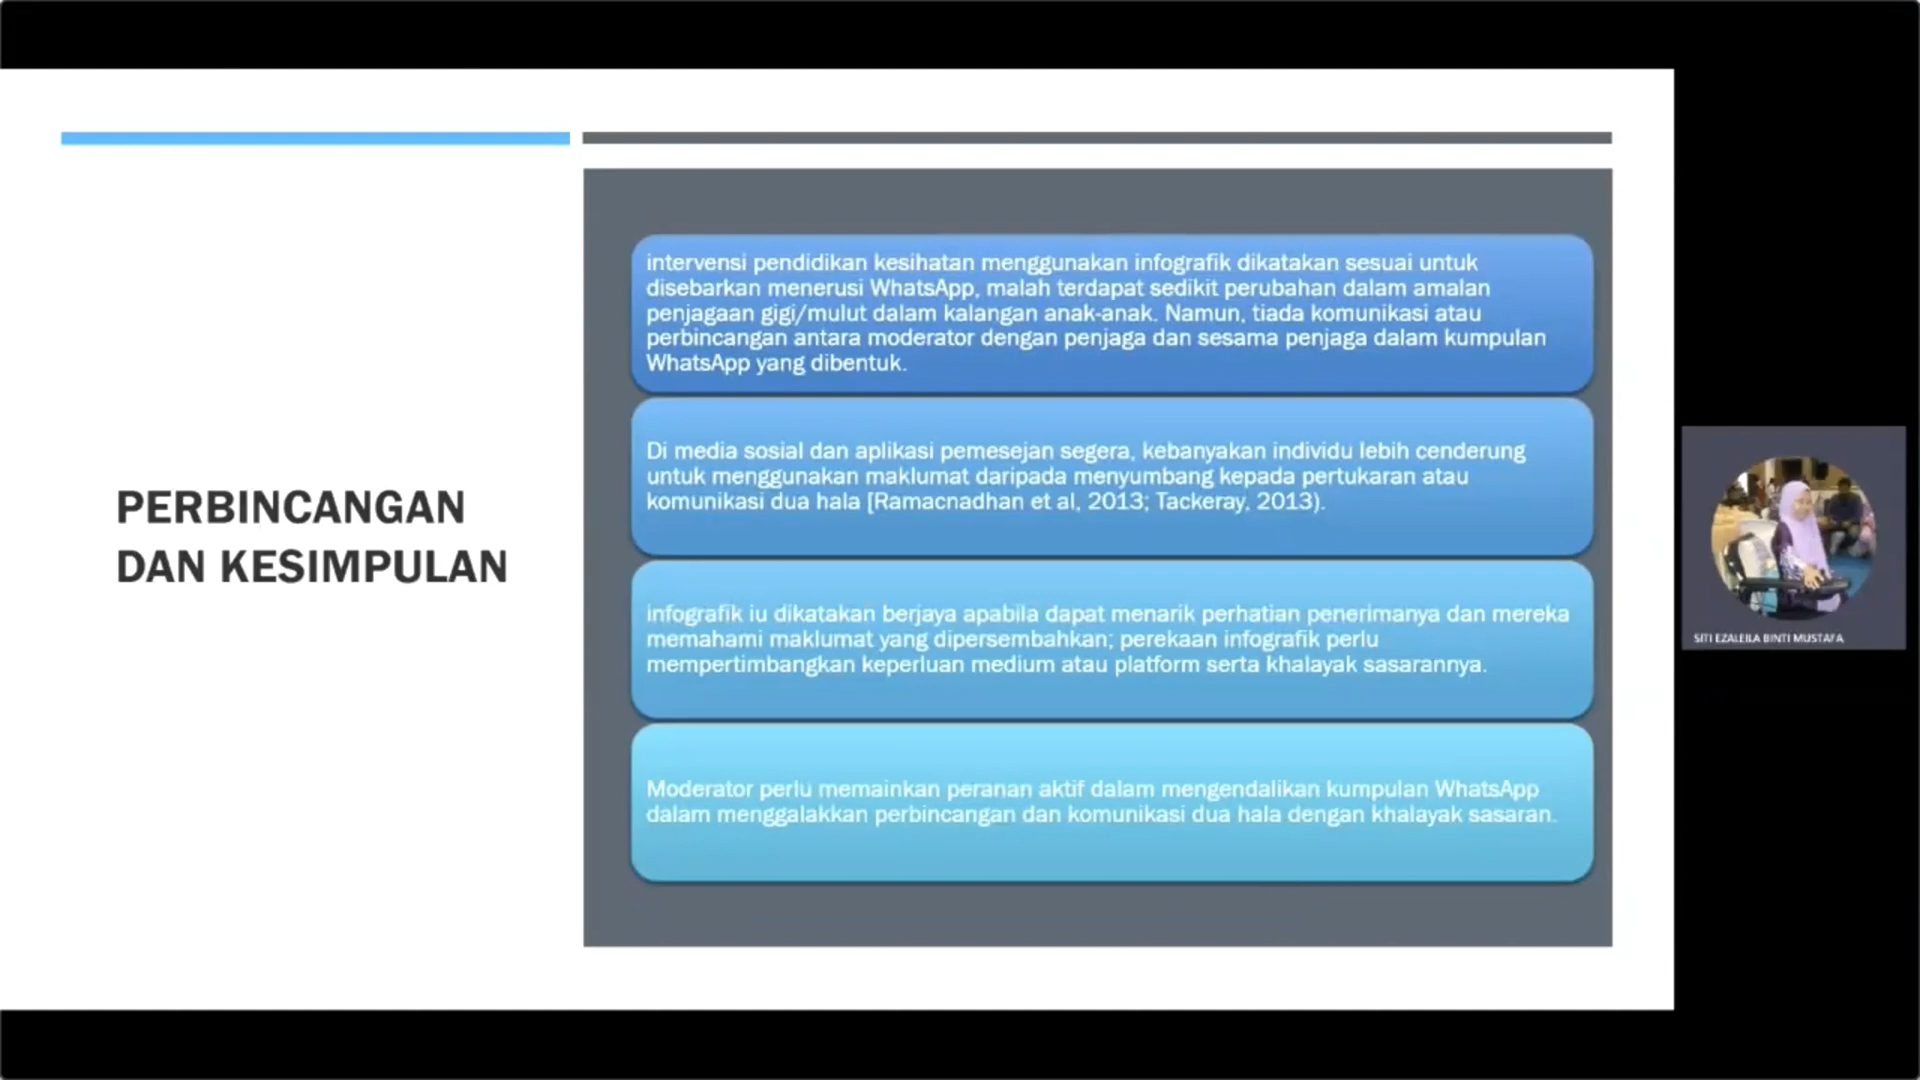 PERBINCANGAN
DAN KESIMPULAN
intervensi pendidikan kesihatan menggunakan infografik dikatakan sesuai untuk
disebarkan menerusi WhatsApp, malah terdapat sedikit perubahan dalam amalan
penjagaan gigi/mulut dalam kalangan anak-anak. Namun, tiada komunikasi atau
perbincangan antara moderator dengan penjaga dan sesama penjaga dalam kumpulan
WhatsApp yang dibentuk.
Di media sosial dan aplikasi pemesejan segera, kebanyakan individu lebih cenderung
untuk menggunakan maklumat daripada menyumbang kepada pertukaran atau
komunikasi dua hala [Ramacnadhan et al, 2013; Tackeray, 2013).
infografik iu dikatakan berjaya apabila dapat menarik perhatian penerimanya dan mereka
memahami maklumat yang dipersembahkan; perekaan infografik perlu
mempertimbangkan keperluan medium atau platform serta khalayak sasarannya.
Moderator perlu memainkan peranan aktif dalam mengendalikan kumpulan WhatsApp
dalam menggalakkan perbincangan dan komunikasi dua hala dengan khalayak sasaran.
SITI EZALEILA BINTI MUSTAFA